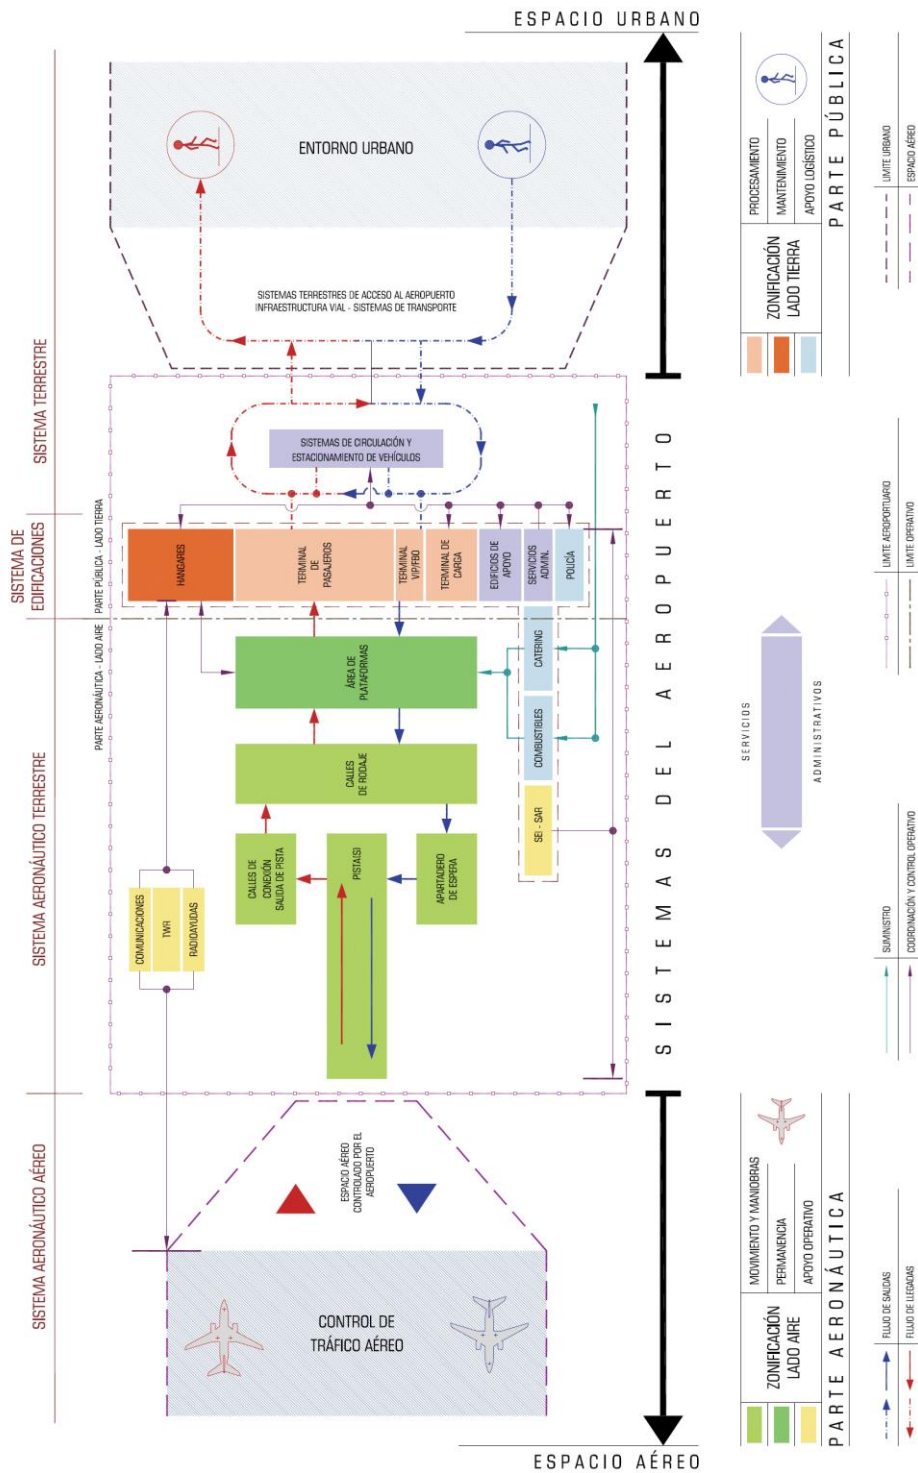 SISTEMA AERONÁUTICO AÉREO
SISTEMA AERONÁUTICO TERRESTRE
SISTEMA DE
EDIFICACIONES
SISTEMA TERRESTRE
PARTE AERONÁUTICA - LADO AIRE
PARTE PÚBLICA - LADO TIERRA
CONTROL DE
TRÁFICO AÉREO
ESPACIO AÉREO
CONTROLADO POR EL
AEROPUERTO
COMUNICACIONES
TWR
RADIOAYUDAS
CALLES DE
CONEXIÓN
SALIDA DE PISTA
PISTA(S)
APARTADERO
DE ESPERA
CALLES
DE RODAJE
ÁREA DE
PLATAFORMAS
SEI - SAR
COMBUSTIBLES
CATERING
HANGARES
TERMINAL
DE
PASAJEROS
TERMINAL
VIP/FBO
TERMINAL
DE
CARGA
EDIFICIOS DE
APOYO
SERVICIOS
ADMIN.
POLICÍA
SISTEMAS DE CIRCULACIÓN Y
ESTACIONAMIENTO DE VEHÍCULOS
SISTEMAS TERRESTRES DE ACCESO AL AEROPUERTO
INFRAESTRUCTURA VIAL - SISTEMAS DE TRANSPORTE
ENTORNO URBANO
ESPACIO AÉREO
SISTEMAS DEL AEROPUERTO
ESPACIO URBANO
ZONIFICACIÓN
LADO AIRE
MOVIMIENTO Y MANIOBRAS
PERMANENCIA
APOYO OPERATIVO
PARTE AERONÁUTICA
SERVICIOS
ADMINISTRATIVOS
ZONIFICACIÓN
LADO TIERRA
PROCESAMIENTO
MANTENIMIENTO
APOYO LOGÍSTICO
PARTE PÚBLICA
FLUJO DE SALIDAS
FLUJO DE LLEGADAS
SUMINISTRO
COORDINACIÓN Y CONTROL OPERATIVO
LIMITE AEROPORTUARIO
LIMITE OPERATIVO
LIMITE URBANO
ESPACIO AÉREO